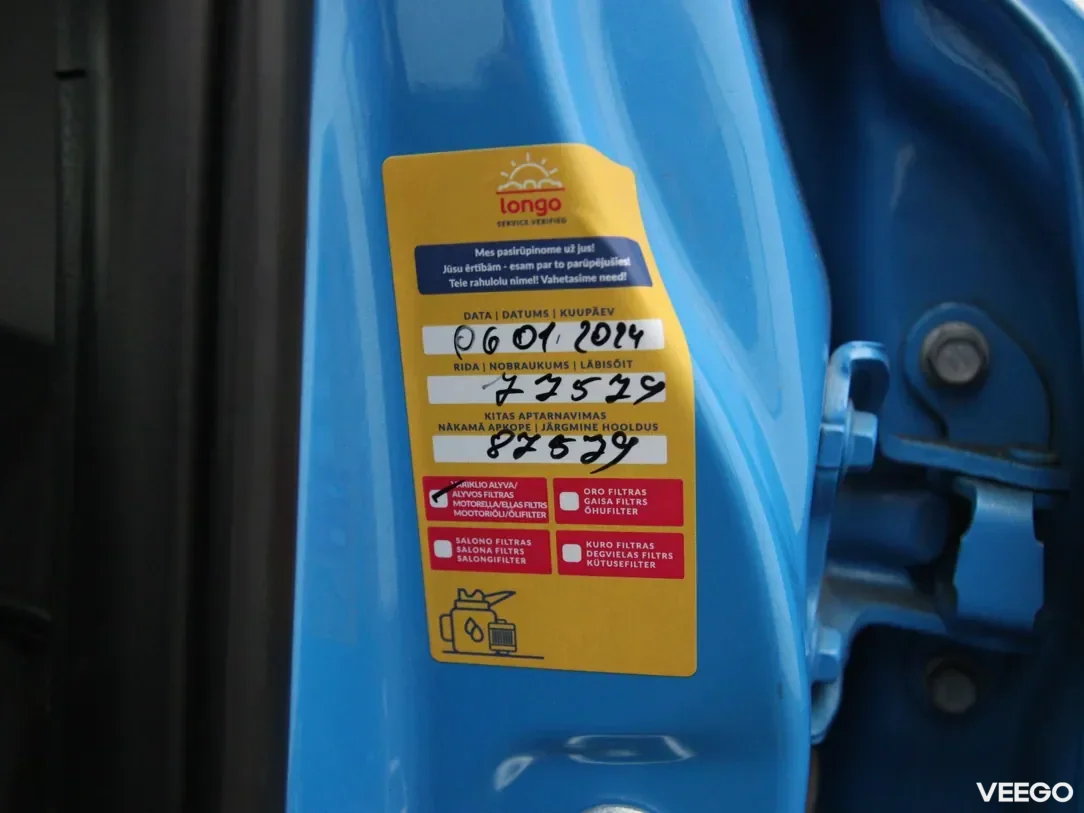 longo
SERVICE VERIFIED
Mes pasirūpinome už jus!
Jūsu ērtībām - esam par to parūpējušies!
Teie rahulolu nimel! Vahetasime need!
DATA | DATUMS | KUUPÄEV
06 01. 2024
RIDA | NOBRAUKUMS | LÄBISÕIT
77579
KITAS APTARNAVIMAS
NĀKAMĀ APKOPE | JÄRGMINE HOOLDUS
87579
VARIKLIO ALYVA/
ALYVOS FILTRAS
MOTOREĻĻA/EĻĻAS FILTRS
MOOTORIÕLI/ÕLIFILTER
ORO FILTRAS
GAISA FILTRS
ÕHUFILTER
SALONO FILTRAS
SALONA FILTRS
SALONGIFILTER
KURO FILTRAS
DEGVIELAS FILTRS
KÜTUSEFILTER
VEEGO